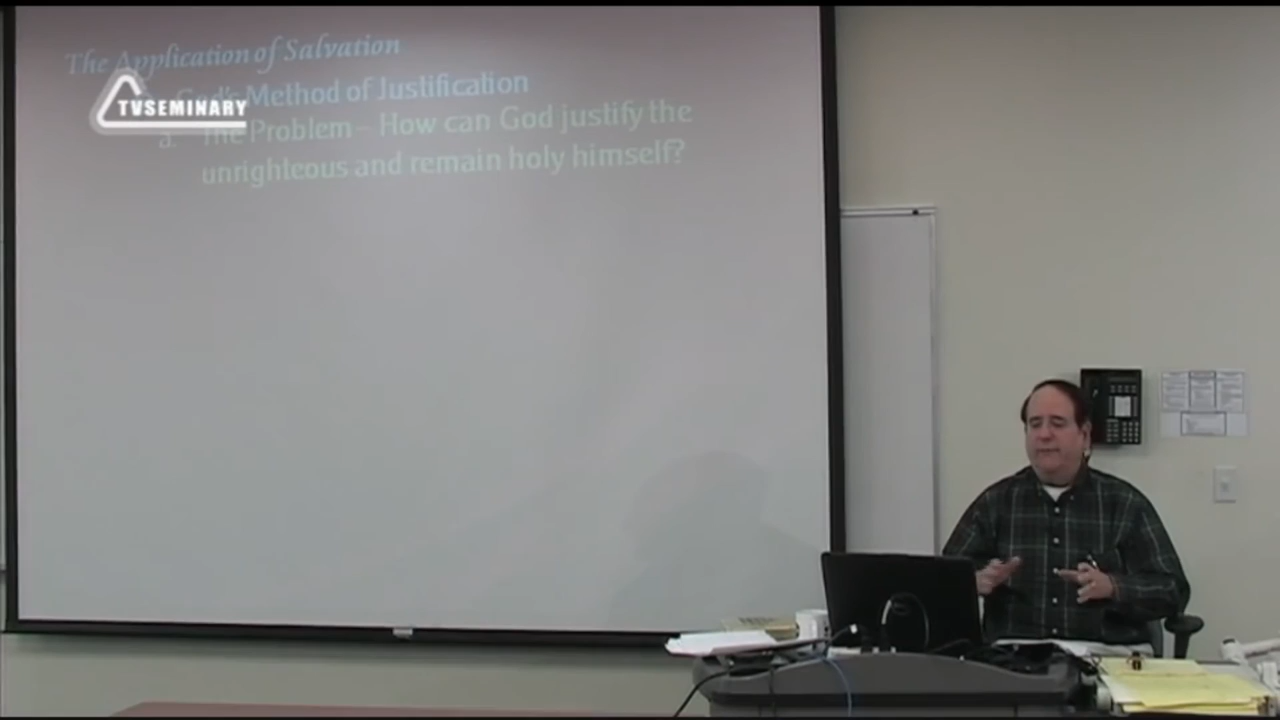 The Application of Salvation
God's Method of Justification
a. The Problem – How can God justify the
unrighteous and remain holy himself?
TVSEMINARY